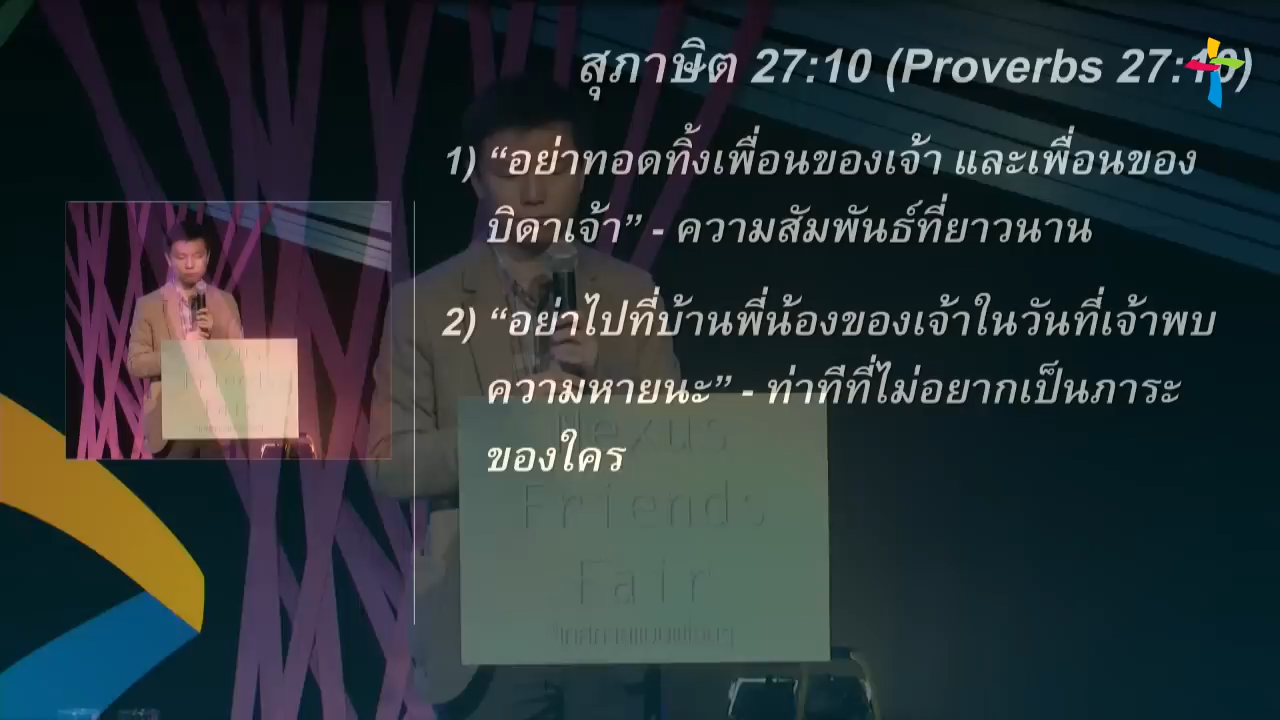 สุภาษิต 27:10 (Proverbs 27:10)
1) “อย่าทอดทิ้งเพื่อนของเจ้า และเพื่อนของ
บิดาเจ้า” - ความสัมพันธ์ที่ยาวนาน
2) “อย่าไปที่บ้านพี่น้องของเจ้าในวันที่เจ้าพบ
ความหายนะ” - ท่าทีที่ไม่อยากเป็นภาระ
ของใคร
Nexus
Friends
Fair
Nexus
Friends
Fair